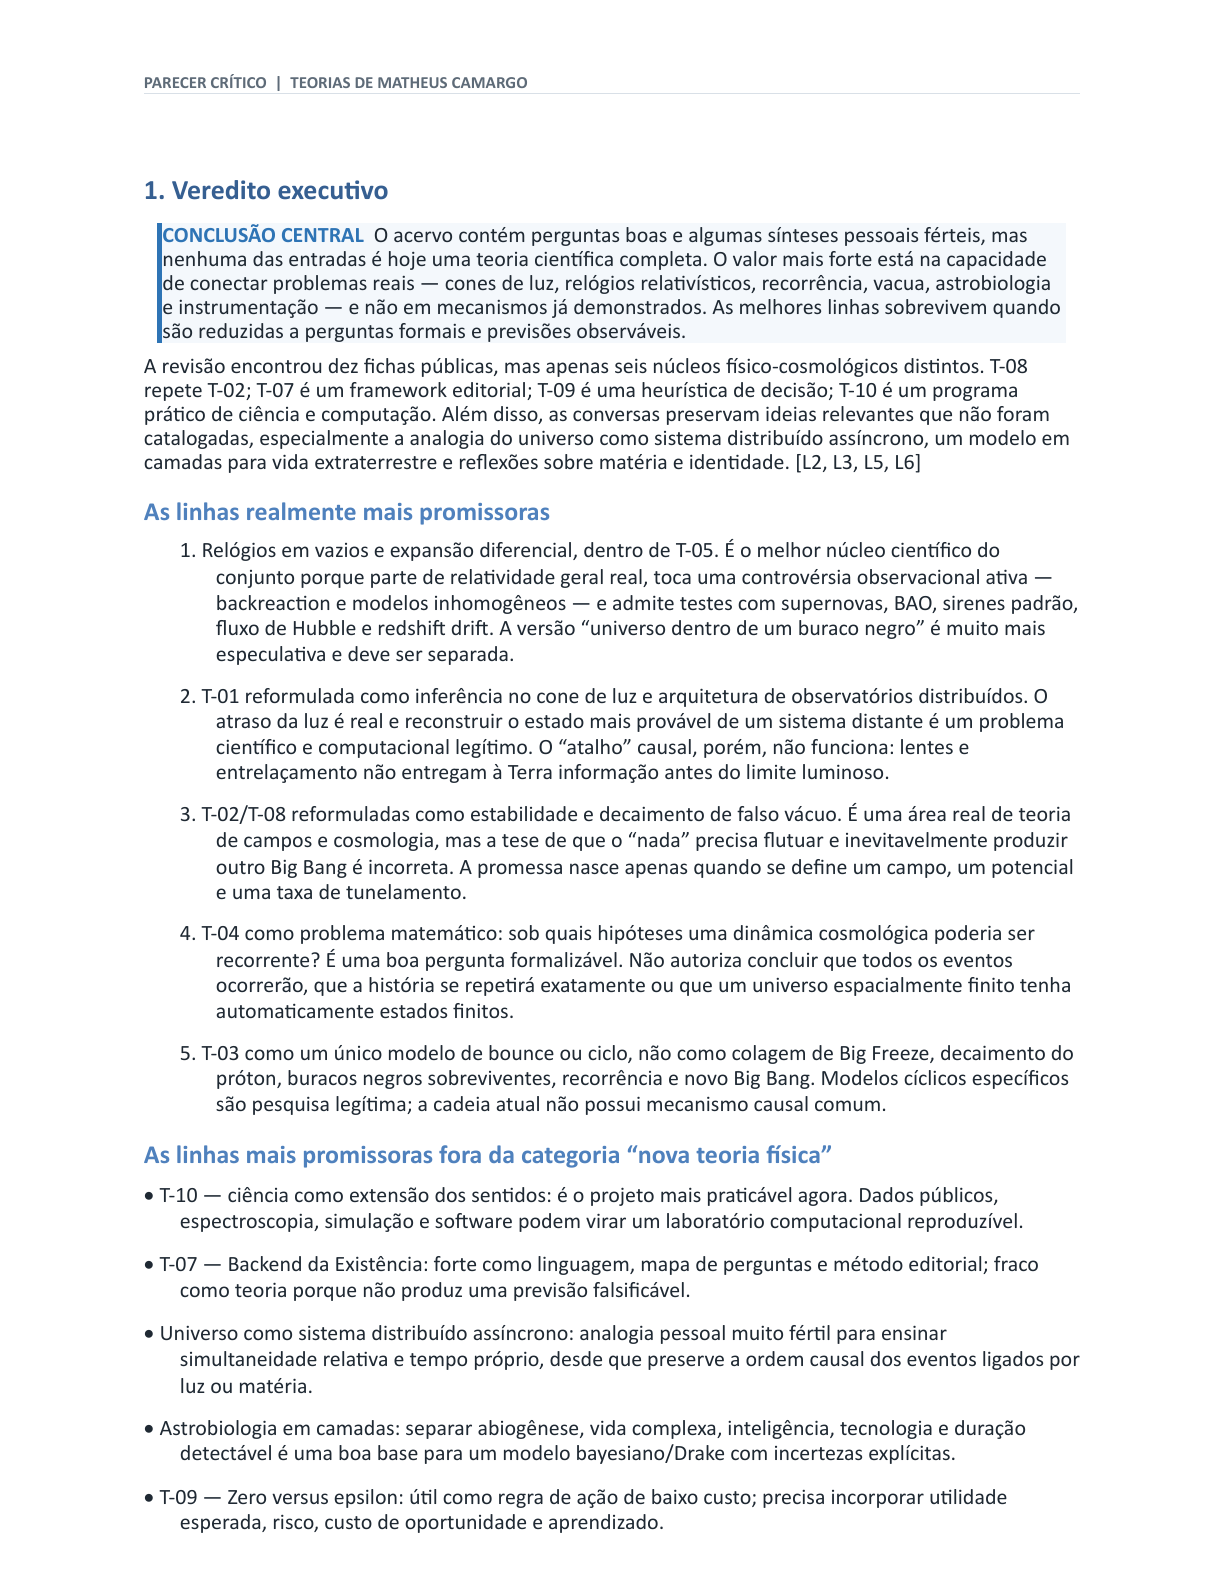 PARECER CRÍTICO | TEORIAS DE MATHEUS CAMARGO
1. Veredito executivo
CONCLUSÃO CENTRAL O acervo contém perguntas boas e algumas sínteses pessoais férteis, mas
nenhuma das entradas é hoje uma teoria científica completa. O valor mais forte está na capacidade
de conectar problemas reais — cones de luz, relógios relativísticos, recorrência, vacua, astrobiologia
e instrumentação — e não em mecanismos já demonstrados. As melhores linhas sobrevivem quando
são reduzidas a perguntas formais e previsões observáveis.
A revisão encontrou dez fichas públicas, mas apenas seis núcleos físico-cosmológicos distintos. T-08
repete T-02; T-07 é um framework editorial; T-09 é uma heurística de decisão; T-10 é um programa
prático de ciência e computação. Além disso, as conversas preservam ideias relevantes que não foram
catalogadas, especialmente a analogia do universo como sistema distribuído assíncrono, um modelo em
camadas para vida extraterrestre e reflexões sobre matéria e identidade. [L2, L3, L5, L6]
As linhas realmente mais promissoras
1. Relógios em vazios e expansão diferencial, dentro de T-05. É o melhor núcleo científico do
conjunto porque parte de relatividade geral real, toca uma controvérsia observacional ativa —
backreaction e modelos inhomogêneos — e admite testes com supernovas, BAO, sirenes padrão,
fluxo de Hubble e redshift drift. A versão “universo dentro de um buraco negro” é muito mais
especulativa e deve ser separada.
2. T-01 reformulada como inferência no cone de luz e arquitetura de observatórios distribuídos. O
atraso da luz é real e reconstruir o estado mais provável de um sistema distante é um problema
científico e computacional legítimo. O “atalho” causal, porém, não funciona: lentes e
entrelaçamento não entregam à Terra informação antes do limite luminoso.
3. T-02/T-08 reformuladas como estabilidade e decaimento de falso vácuo. É uma área real de teoria
de campos e cosmologia, mas a tese de que o “nada” precisa flutuar e inevitavelmente produzir
outro Big Bang é incorreta. A promessa nasce apenas quando se define um campo, um potencial
e uma taxa de tunelamento.
4. T-04 como problema matemático: sob quais hipóteses uma dinâmica cosmológica poderia ser
recorrente? É uma boa pergunta formalizável. Não autoriza concluir que todos os eventos
ocorrerão, que a história se repetirá exatamente ou que um universo espacialmente finito tenha
automaticamente estados finitos.
5. T-03 como um único modelo de bounce ou ciclo, não como colagem de Big Freeze, decaimento do
próton, buracos negros sobreviventes, recorrência e novo Big Bang. Modelos cíclicos específicos
são pesquisa legítima; a cadeia atual não possui mecanismo causal comum.
As linhas mais promissoras fora da categoria “nova teoria física”
• T-10 — ciência como extensão dos sentidos: é o projeto mais praticável agora. Dados públicos,
espectroscopia, simulação e software podem virar um laboratório computacional reproduzível.
• T-07 — Backend da Existência: forte como linguagem, mapa de perguntas e método editorial; fraco
como teoria porque não produz uma previsão falsificável.
• Universo como sistema distribuído assíncrono: analogia pessoal muito fértil para ensinar
simultaneidade relativa e tempo próprio, desde que preserve a ordem causal dos eventos ligados por
luz ou matéria.
• Astrobiologia em camadas: separar abiogênese, vida complexa, inteligência, tecnologia e duração
detectável é uma boa base para um modelo bayesiano/Drake com incertezas explícitas.
• T-09 — Zero versus epsilon: útil como regra de ação de baixo custo; precisa incorporar utilidade
esperada, risco, custo de oportunidade e aprendizado.